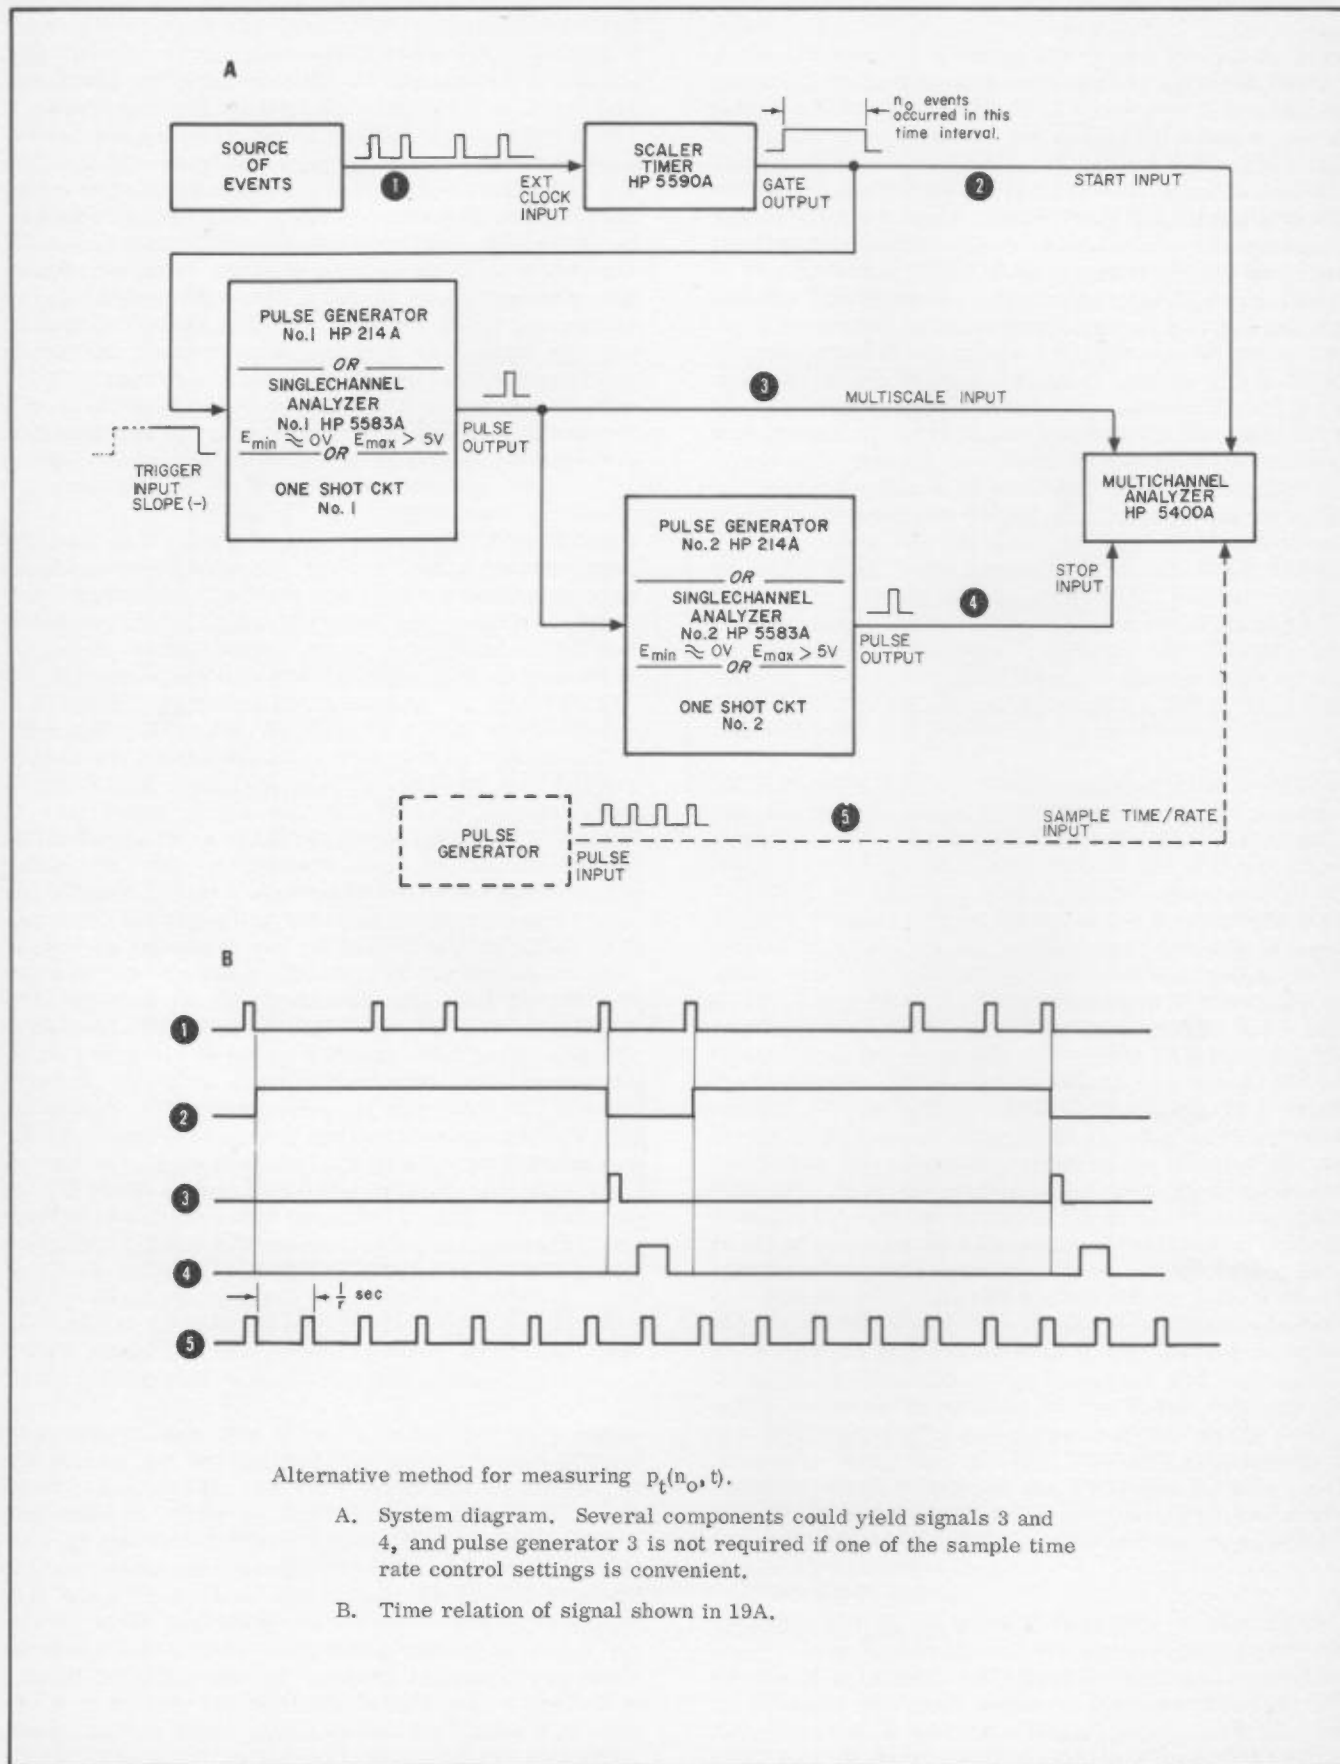 A
SOURCE
OF
EVENTS
1
EXT
CLOCK
INPUT
SCALER
TIMER
HP 5590A
n₀ events
occurred in this
time interval.
GATE
OUTPUT
2
START INPUT
TRIGGER
INPUT
SLOPE (-)
PULSE GENERATOR
No.1 HP 214A
OR
SINGLECHANNEL
ANALYZER
No.1 HP 5583A
Emin ≈ 0V Emax > 5V
OR
ONE SHOT CKT
No. 1
PULSE
OUTPUT
3
MULTISCALE INPUT
MULTICHANNEL
ANALYZER
HP 5400A
PULSE GENERATOR
No.2 HP 214A
OR
SINGLECHANNEL
ANALYZER
No.2 HP 5583A
Emin ≈ 0V Emax > 5V
OR
ONE SHOT CKT
No. 2
PULSE
OUTPUT
4
STOP
INPUT
PULSE
GENERATOR
PULSE
INPUT
5
SAMPLE TIME/RATE
INPUT
B
1
2
3
4
1/r sec
5
Alternative method for measuring pₜ(n₀, t).
A. System diagram. Several components could yield signals 3 and
4, and pulse generator 3 is not required if one of the sample time
rate control settings is convenient.
B. Time relation of signal shown in 19A.